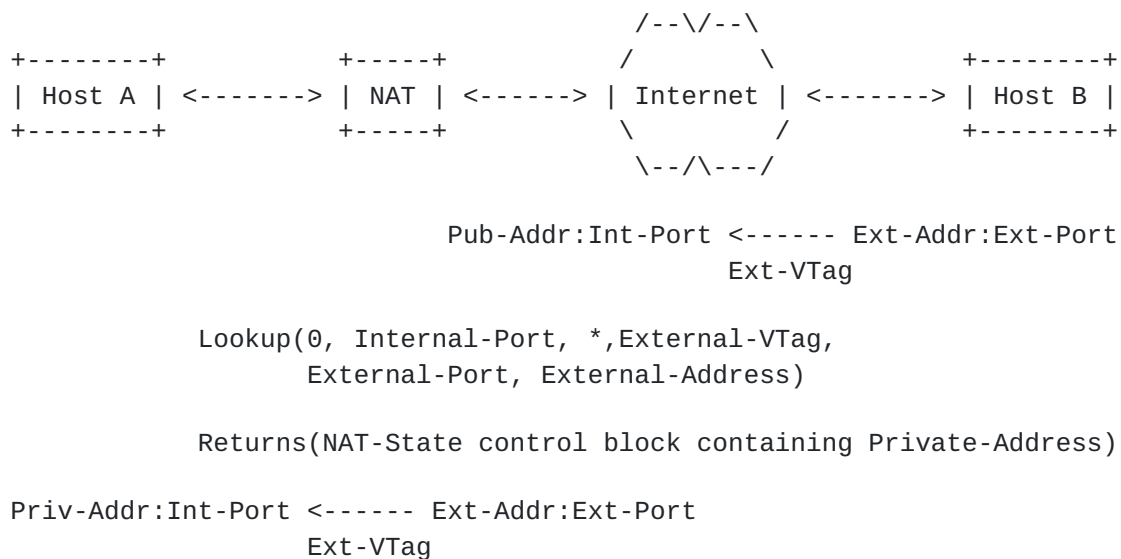 /--\/--\
+--------+ +-----+ / \ +--------+
| Host A | <-------> | NAT | <------> | Internet | <-------> | Host B |
+--------+ +-----+ \ / +--------+
\--/\---/
Pub-Addr:Int-Port <------ Ext-Addr:Ext-Port
Ext-VTag
Lookup(0, Internal-Port, *,External-VTag,
External-Port, External-Address)
Returns(NAT-State control block containing Private-Address)
Priv-Addr:Int-Port <------ Ext-Addr:Ext-Port
Ext-VTag